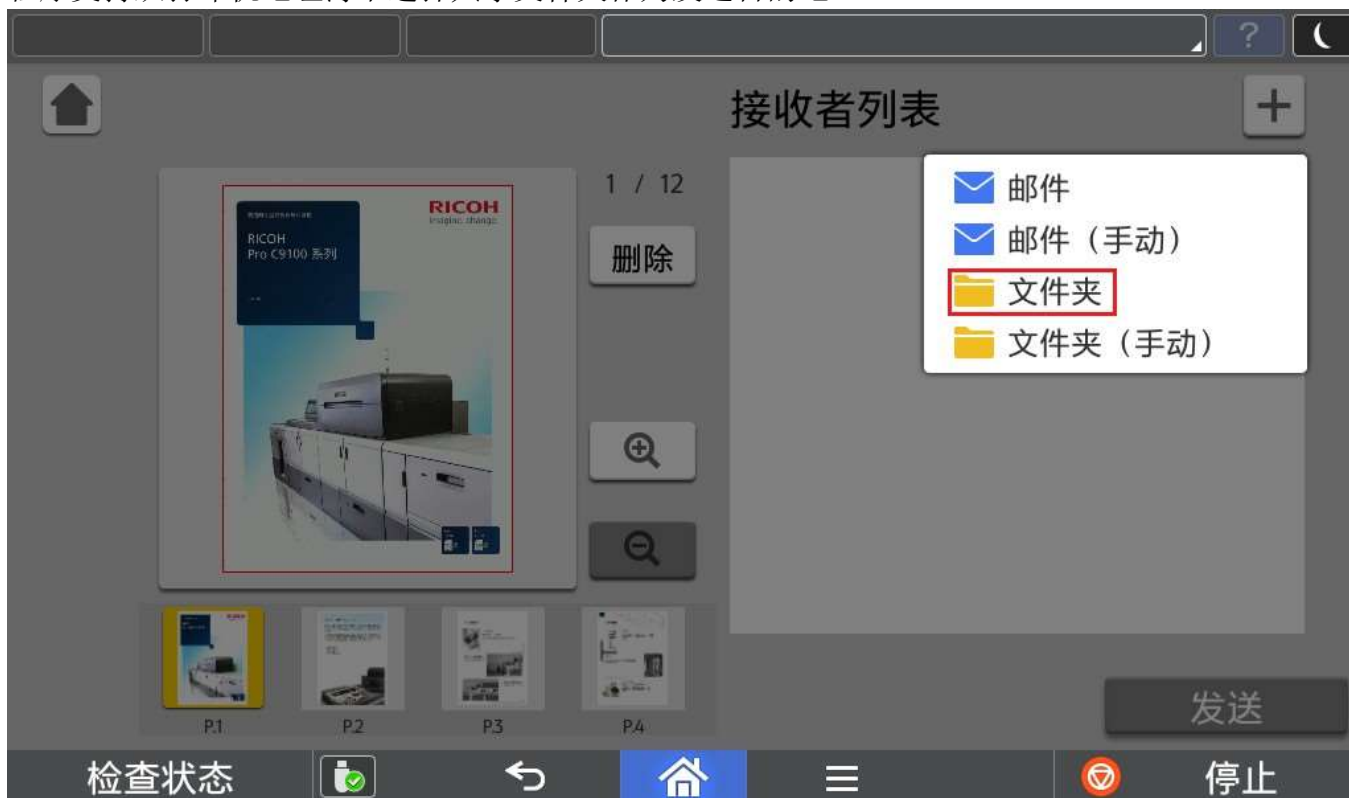 ?
接收者列表
+
1 / 12
RICOH
imagine. change.
RICOH
Pro C9100 系列
删除
邮件
邮件（手动）
文件夹
文件夹（手动）
P.1
P.2
P.3
P.4
发送
检查状态
停止